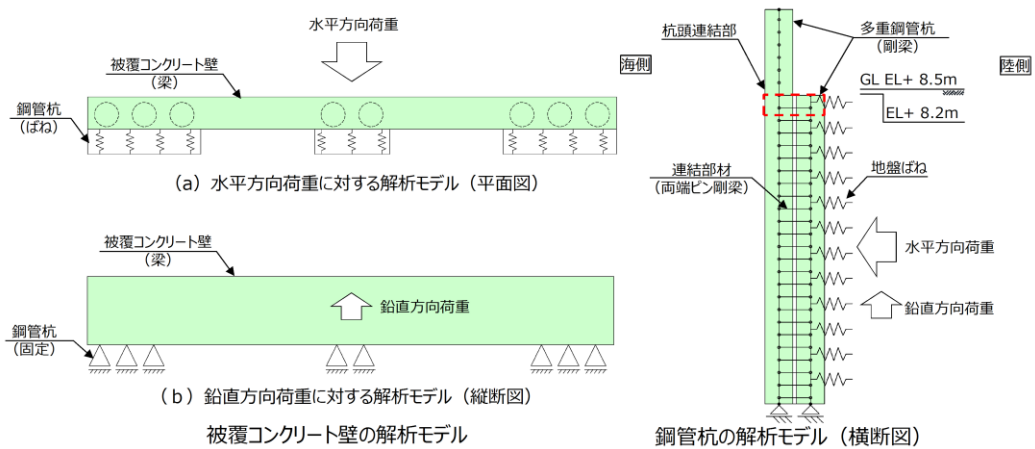 水平方向荷重
被覆コンクリート壁
（梁）
鋼管杭
（ばね）
（a）水平方向荷重に対する解析モデル（平面図）
被覆コンクリート壁
（梁）
鉛直方向荷重
鋼管杭
（固定）
（ｂ）鉛直方向荷重に対する解析モデル（縦断図）
被覆コンクリート壁の解析モデル
杭頭連結部
多重鋼管杭
（剛梁）
海側
陸側
GL EL+ 8.5m
EL+ 8.2m
連結部材
（両端ピン剛梁）
地盤ばね
水平方向荷重
鉛直方向荷重
鋼管杭の解析モデル（横断図）